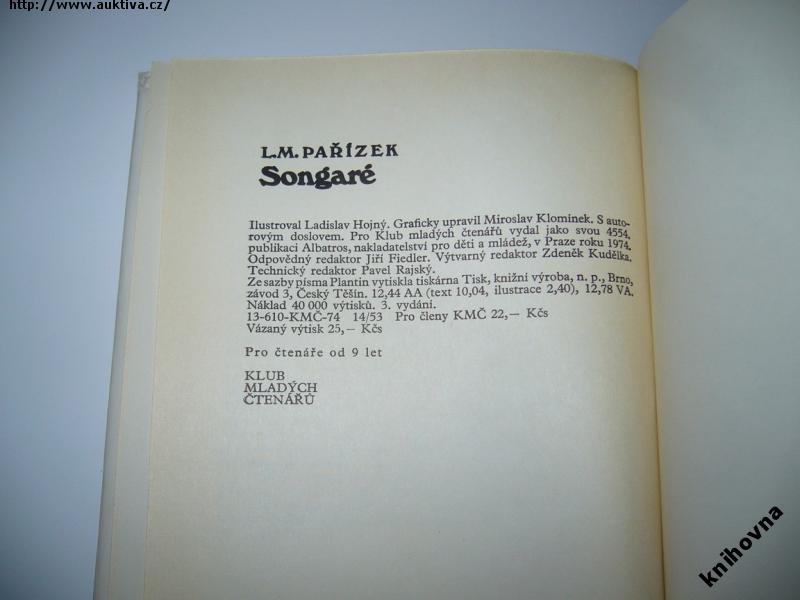 http://www.auktiva.cz/
L.M. PAŘÍZEK
Songaré
Ilustroval Ladislav Hojný. Graficky upravil Miroslav Klomínek. S auto-
rovým doslovem. Pro Klub mladých čtenářů vydal jako svou 4554.
publikaci Albatros, nakladatelství pro děti a mládež, v Praze roku 1974.
Odpovědný redaktor Jiří Fiedler. Výtvarný redaktor Zdeněk Kudělka.
Technický redaktor Pavel Rajský.
Ze sazby písma Plantin vytiskla tiskárna Tisk, knižní výroba, n. p., Brno,
závod 3, Český Těšín. 12,44 AA (text 10,04, ilustrace 2,40), 12,78 VA.
Náklad 40 000 výtisků. 3. vydání.
13-610-KMČ-74 14/53 Pro členy KMČ 22,— Kčs
Vázaný výtisk 25,— Kčs
Pro čtenáře od 9 let
KLUB
MLADÝCH
ČTENÁŘŮ
knihovna